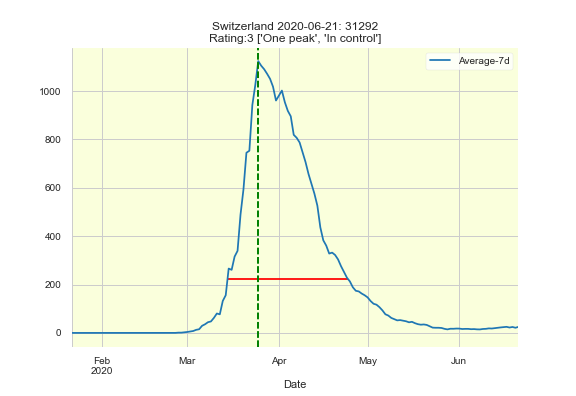 Switzerland 2020-06-21: 31292
Rating:3 ['One peak', 'In control']
Average-7d
1000
800
600
400
200
0
Feb
2020
Mar
Apr
May
Jun
Date